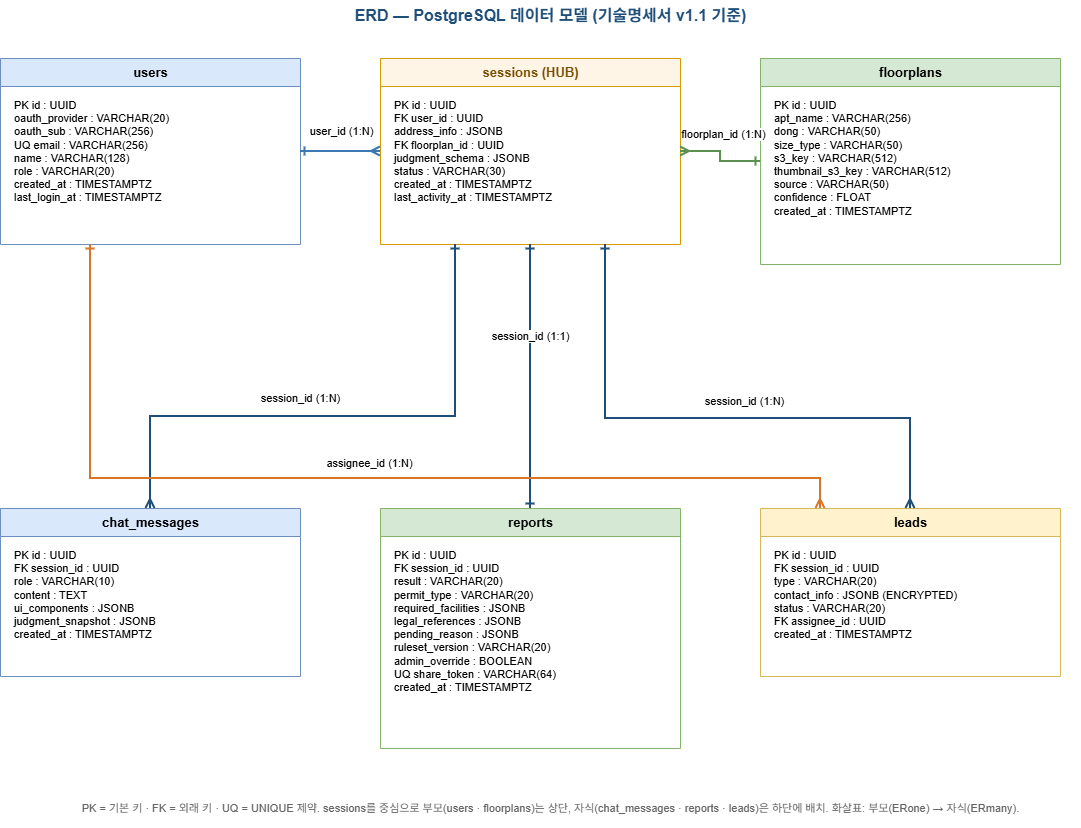 ERD — PostgreSQL 데이터 모델 (기술명세서 v1.1 기준)
users
PK id : UUID
oauth_provider : VARCHAR(20)
oauth_sub : VARCHAR(256)
UQ email : VARCHAR(256)
name : VARCHAR(128)
role : VARCHAR(20)
created_at : TIMESTAMPTZ
last_login_at : TIMESTAMPTZ
user_id (1:N)
sessions (HUB)
PK id : UUID
FK user_id : UUID
address_info : JSONB
FK floorplan_id : UUID
judgment_schema : JSONB
status : VARCHAR(30)
created_at : TIMESTAMPTZ
last_activity_at : TIMESTAMPTZ
floorplan_id (1:N)
floorplans
PK id : UUID
apt_name : VARCHAR(256)
dong : VARCHAR(50)
size_type : VARCHAR(50)
s3_key : VARCHAR(512)
thumbnail_s3_key : VARCHAR(512)
source : VARCHAR(50)
confidence : FLOAT
created_at : TIMESTAMPTZ
session_id (1:1)
session_id (1:N)
session_id (1:N)
assignee_id (1:N)
chat_messages
PK id : UUID
FK session_id : UUID
role : VARCHAR(10)
content : TEXT
ui_components : JSONB
judgment_snapshot : JSONB
created_at : TIMESTAMPTZ
reports
PK id : UUID
FK session_id : UUID
result : VARCHAR(20)
permit_type : VARCHAR(20)
required_facilities : JSONB
legal_references : JSONB
pending_reason : JSONB
ruleset_version : VARCHAR(20)
admin_override : BOOLEAN
UQ share_token : VARCHAR(64)
created_at : TIMESTAMPTZ
leads
PK id : UUID
FK session_id : UUID
type : VARCHAR(20)
contact_info : JSONB (ENCRYPTED)
status : VARCHAR(20)
FK assignee_id : UUID
created_at : TIMESTAMPTZ
PK = 기본 키 · FK = 외래 키 · UQ = UNIQUE 제약. sessions를 중심으로 부모(users · floorplans)는 상단, 자식(chat_messages · reports · leads)은 하단에 배치. 화살표: 부모(ERone) → 자식(ERmany).